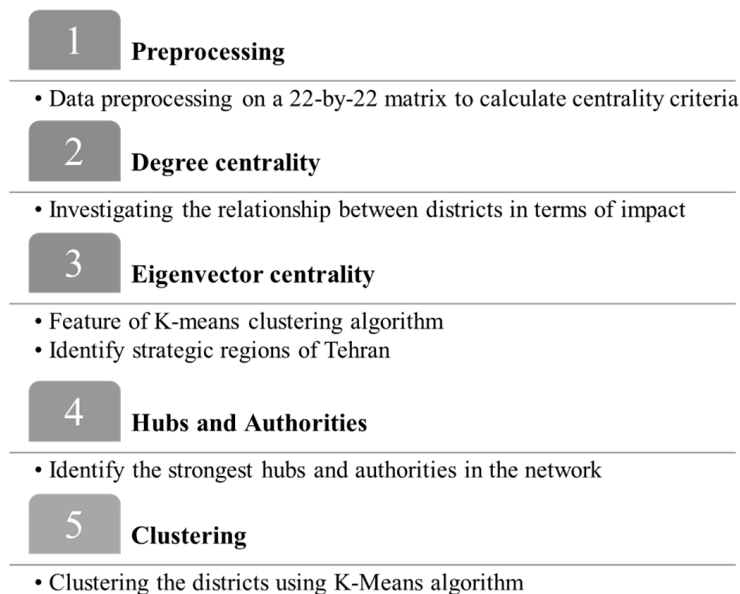 1
Preprocessing
• Data preprocessing on a 22-by-22 matrix to calculate centrality criteria
2
Degree centrality
• Investigating the relationship between districts in terms of impact
3
Eigenvector centrality
• Feature of K-means clustering algorithm
• Identify strategic regions of Tehran
4
Hubs and Authorities
• Identify the strongest hubs and authorities in the network
5
Clustering
• Clustering the districts using K-Means algorithm